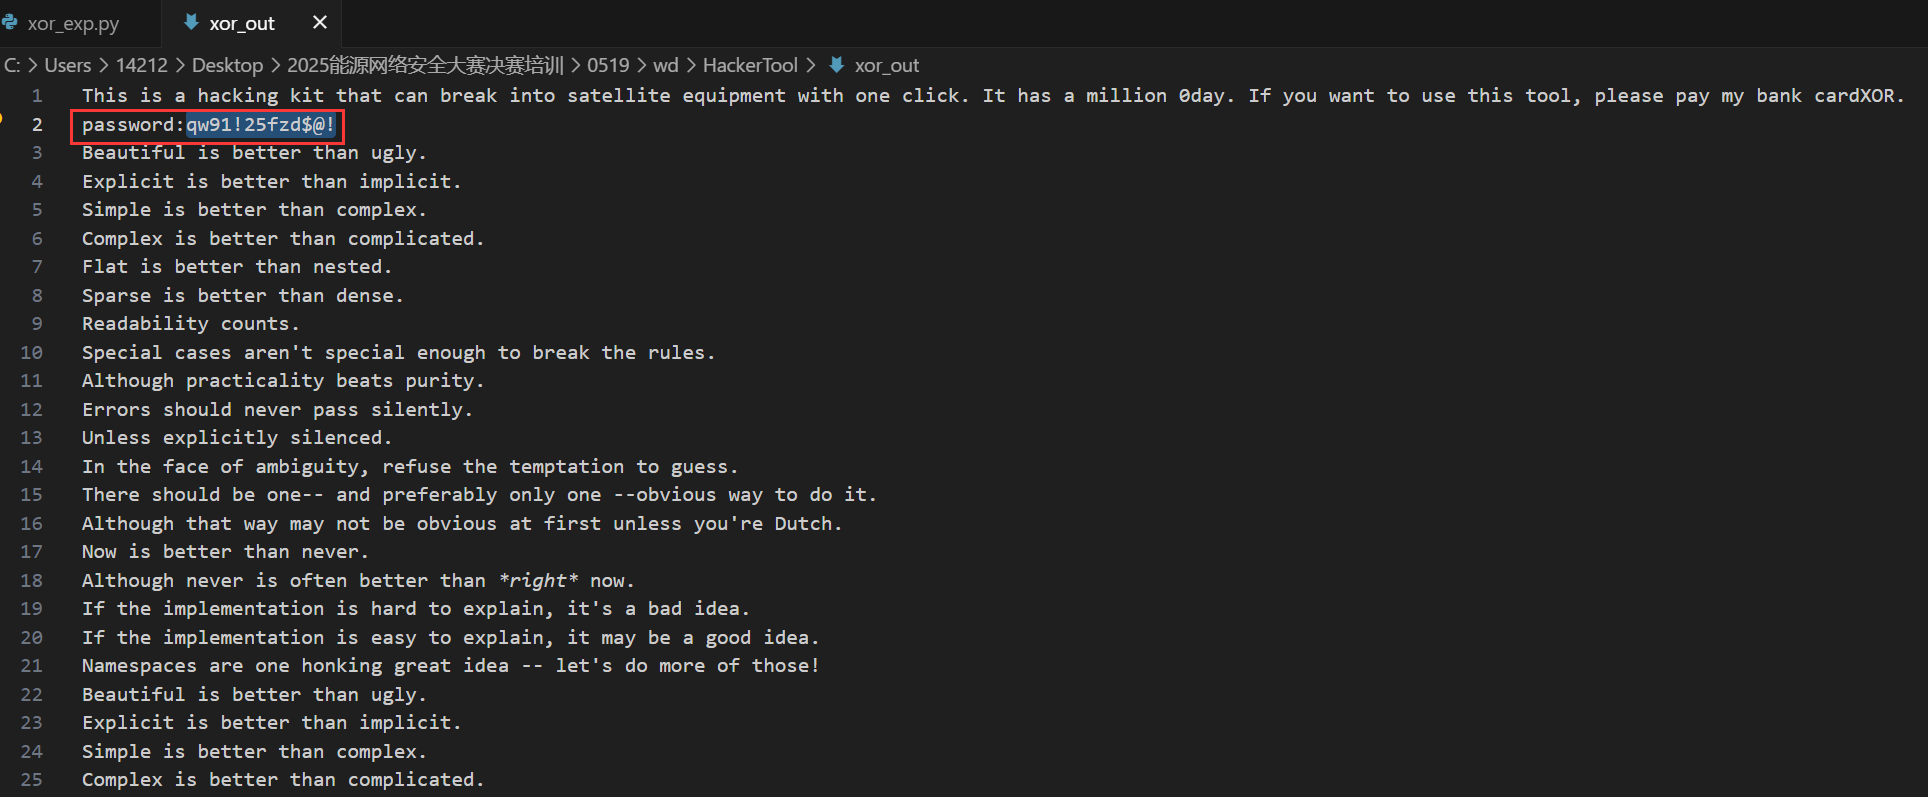 xor_exp.py xor_out ×
C: > Users > 14212 > Desktop > 2025能源网络安全大赛决赛培训 > 0519 > wd > HackerTool > xor_out
1 This is a hacking kit that can break into satellite equipment with one click. It has a million 0day. If you want to use this tool, please pay my bank cardXOR.
2 password:qw91!25fzd$@!
3 Beautiful is better than ugly.
4 Explicit is better than implicit.
5 Simple is better than complex.
6 Complex is better than complicated.
7 Flat is better than nested.
8 Sparse is better than dense.
9 Readability counts.
10 Special cases aren't special enough to break the rules.
11 Although practicality beats purity.
12 Errors should never pass silently.
13 Unless explicitly silenced.
14 In the face of ambiguity, refuse the temptation to guess.
15 There should be one-- and preferably only one --obvious way to do it.
16 Although that way may not be obvious at first unless you're Dutch.
17 Now is better than never.
18 Although never is often better than *right* now.
19 If the implementation is hard to explain, it's a bad idea.
20 If the implementation is easy to explain, it may be a good idea.
21 Namespaces are one honking great idea -- let's do more of those!
22 Beautiful is better than ugly.
23 Explicit is better than implicit.
24 Simple is better than complex.
25 Complex is better than complicated.